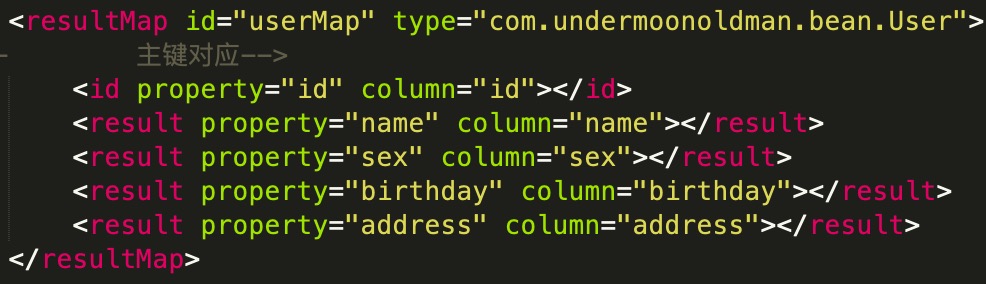 <resultMap id="userMap" type="com.undermoonoldman.bean.User">
-        主键对应-->
    <id property="id" column="id"></id>
    <result property="name" column="name"></result>
    <result property="sex" column="sex"></result>
    <result property="birthday" column="birthday"></result>
    <result property="address" column="address"></result>
</resultMap>